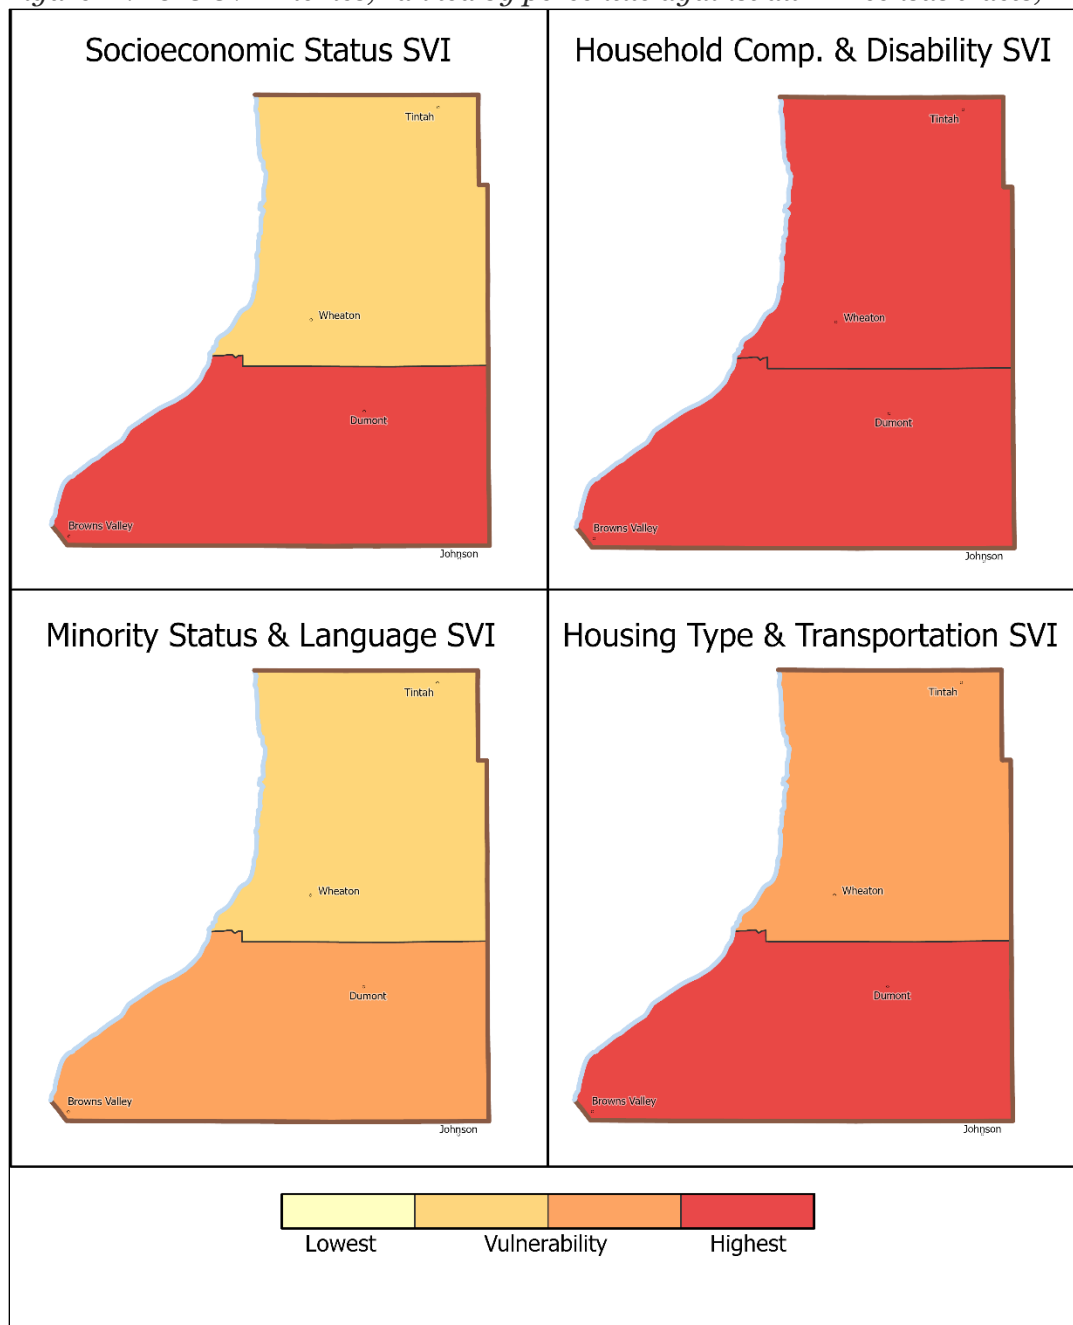 Socioeconomic Status SVI
Tintah
Wheaton
Dumont
Browns Valley
Johnson
Household Comp. & Disability SVI
Tintah
Wheaton
Dumont
Browns Valley
Johnson
Minority Status & Language SVI
Tintah
Wheaton
Dumont
Browns Valley
Johnson
Housing Type & Transportation SVI
Tintah
Wheaton
Dumont
Browns Valley
Johnson
Lowest Vulnerability Highest